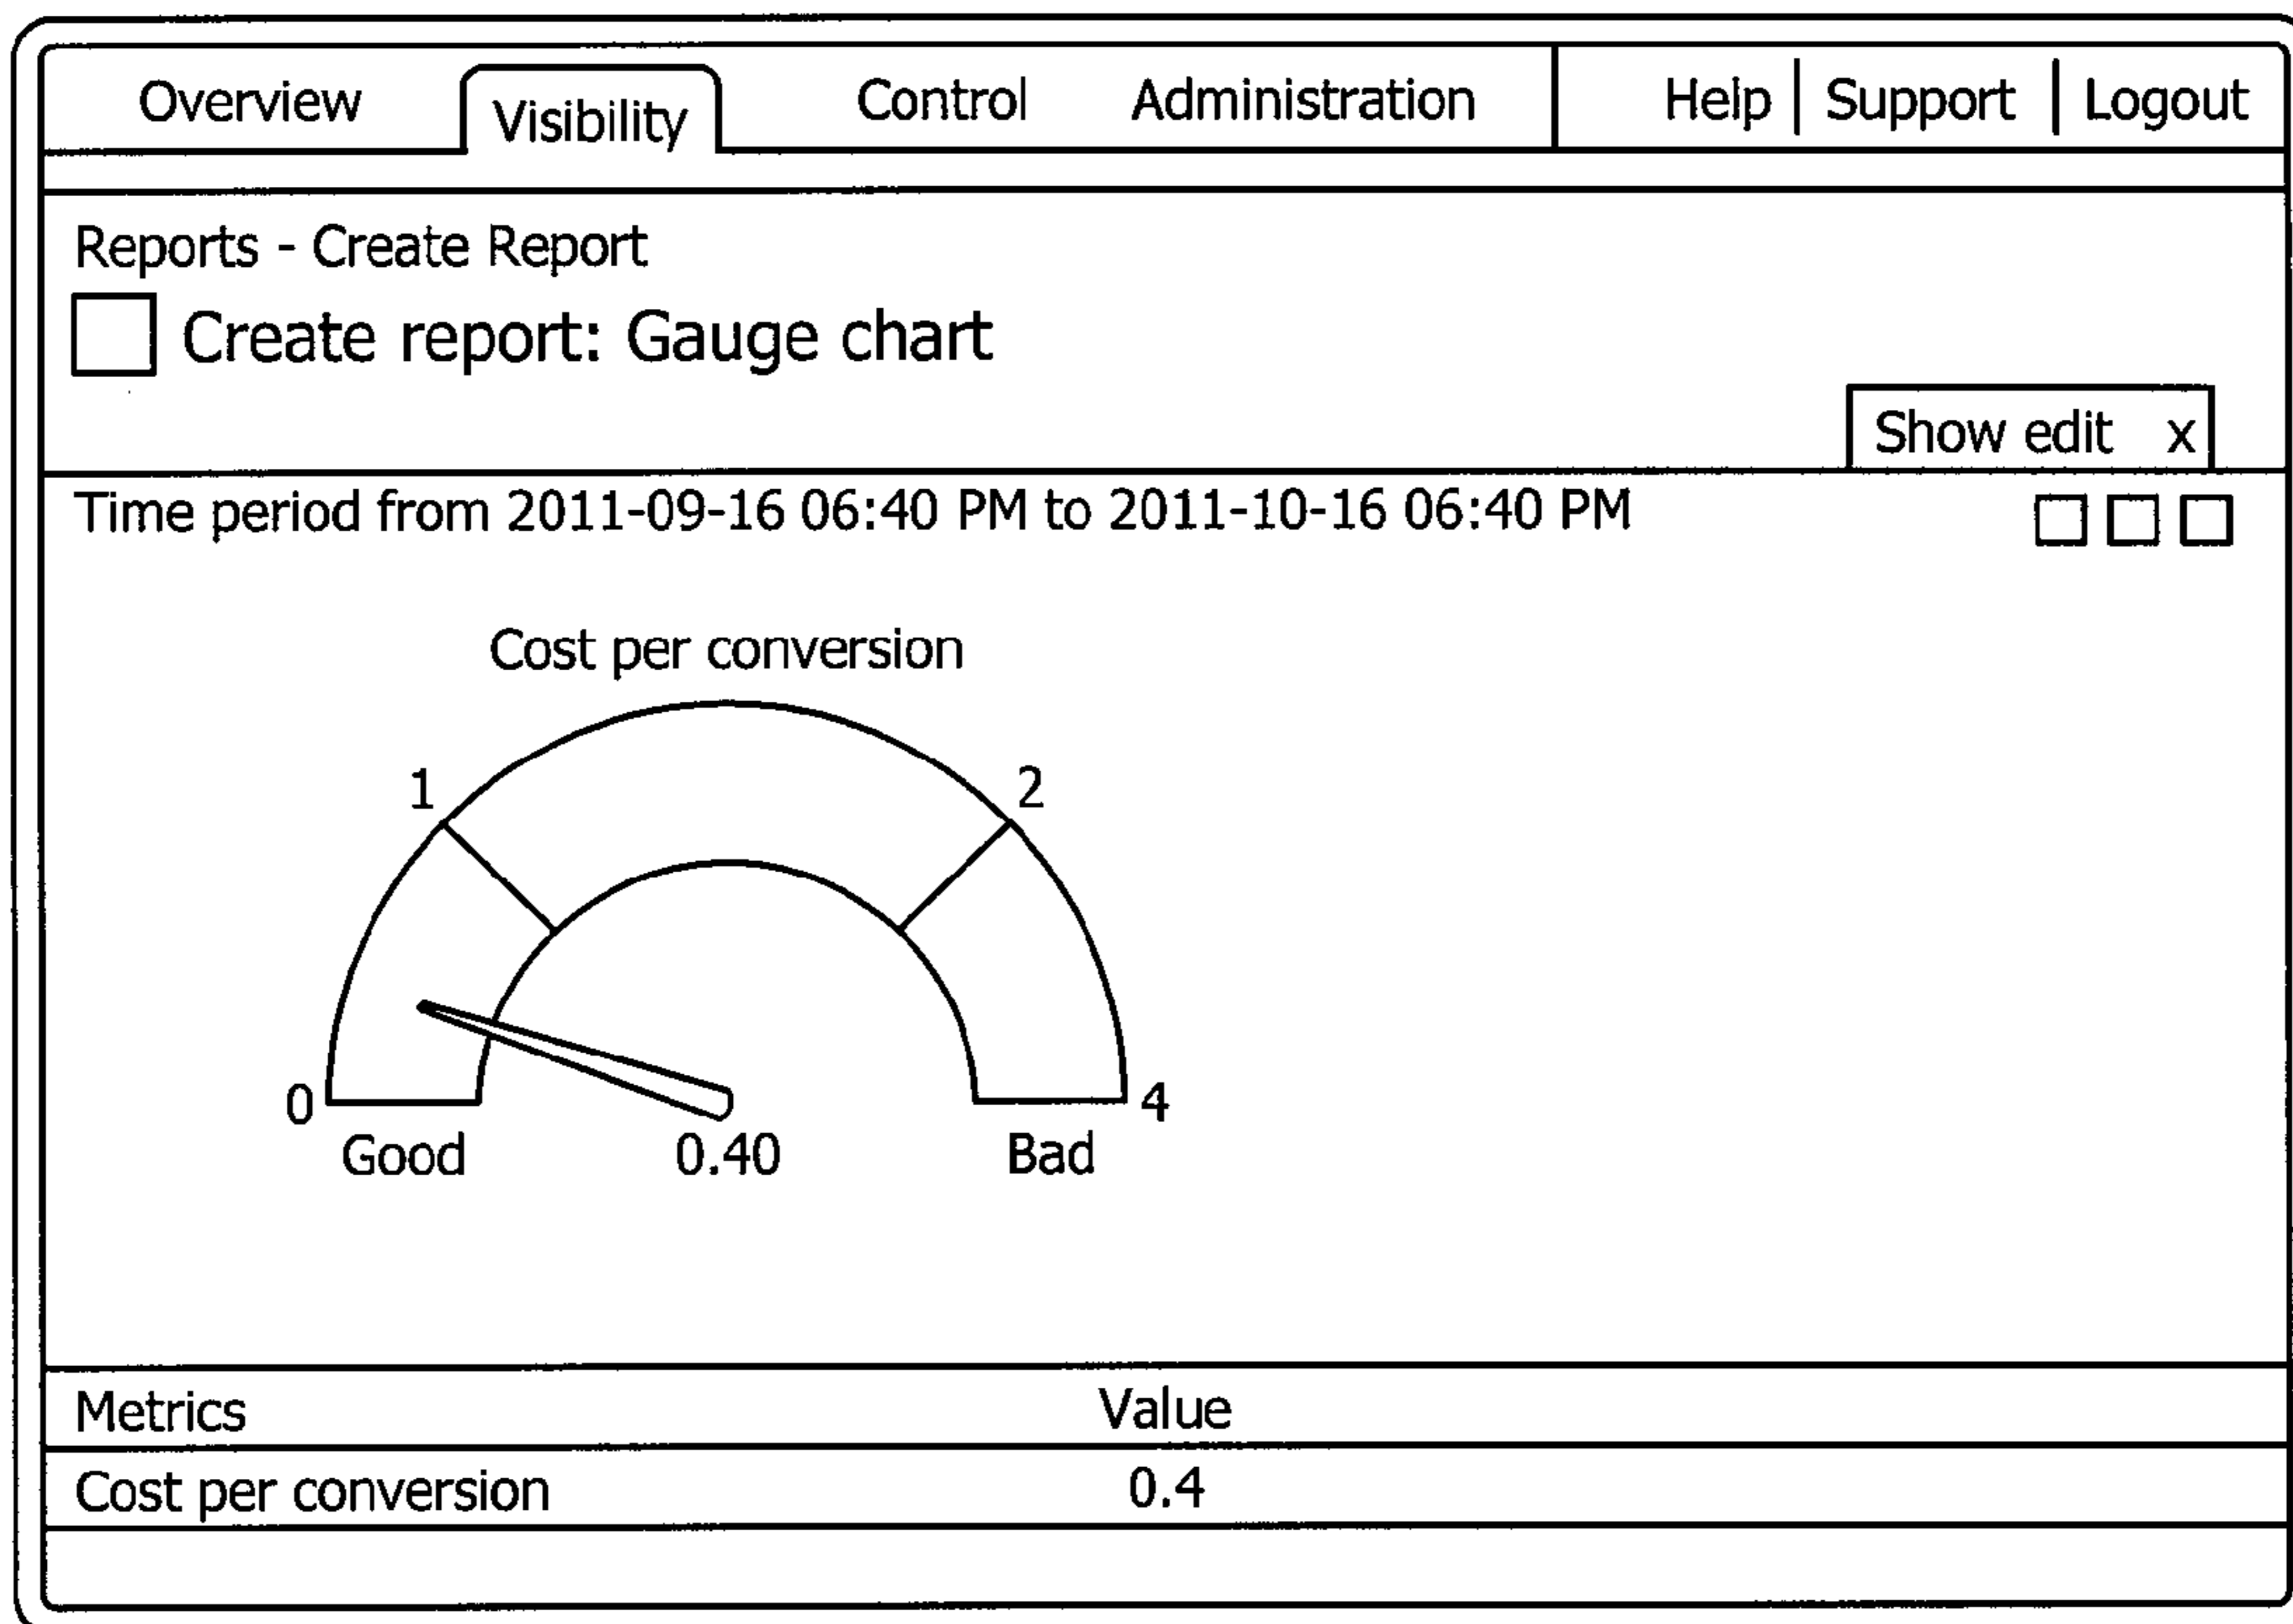 Overview Visibility Control Administration Help Support Logout
Reports - Create Report
Create report: Gauge chart
Show edit x
Time period from 2011-09-16 06:40 PM to 2011-10-16 06:40 PM
Cost per conversion
1 2
0 4
Good 0.40 Bad
Metrics Value
Cost per conversion 0.4